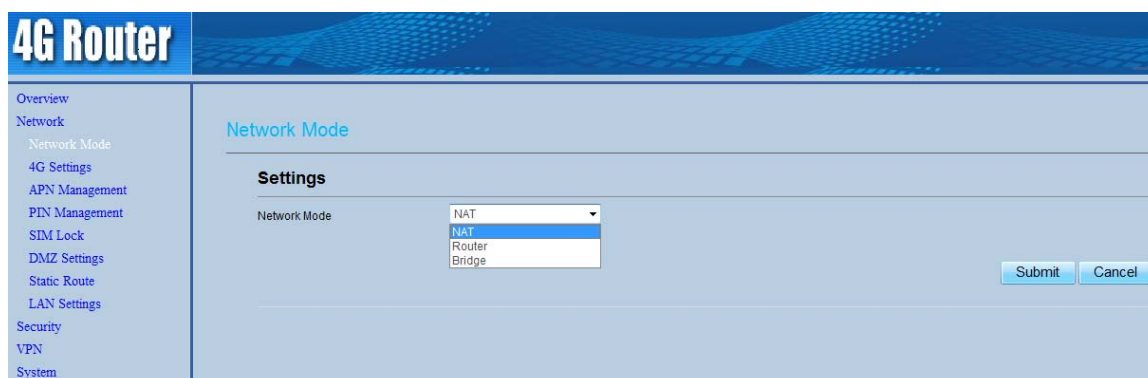 4G Router
Overview
Network
Network Mode
4G Settings
APN Management
PIN Management
SIM Lock
DMZ Settings
Static Route
LAN Settings
Security
VPN
System
Network Mode
Settings
Network Mode
NAT
NAT
Router
Bridge
Submit
Cancel